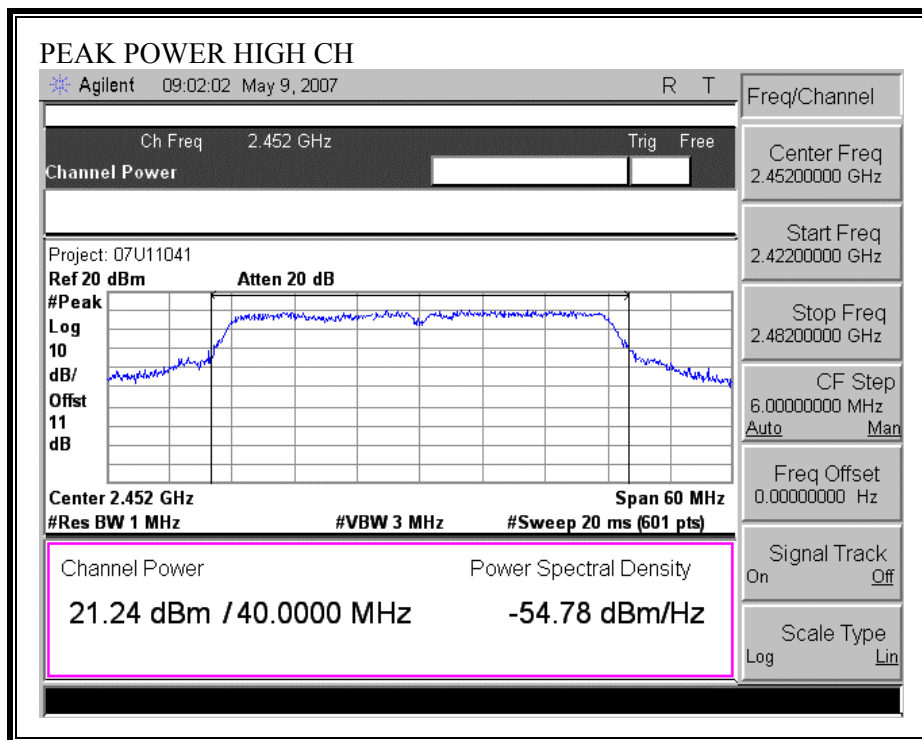 PEAK POWER HIGH CH
Agilent 09:02:02 May 9, 2007 R T
Freq/Channel
Ch Freq 2.452 GHz Trig Free
Channel Power
Center Freq
2.45200000 GHz
Start Freq
2.42200000 GHz
Stop Freq
2.48200000 GHz
CF Step
6.00000000 MHz
Auto Man
Freq Offset
0.00000000 Hz
Signal Track
On Off
Scale Type
Log Lin
Project: 07U11041
Ref 20 dBm Atten 20 dB
#Peak
Log
10
dB/
Offst
11
dB
Center 2.452 GHz Span 60 MHz
#Res BW 1 MHz #VBW 3 MHz #Sweep 20 ms (601 pts)
Channel Power Power Spectral Density
21.24 dBm / 40.0000 MHz -54.78 dBm/Hz